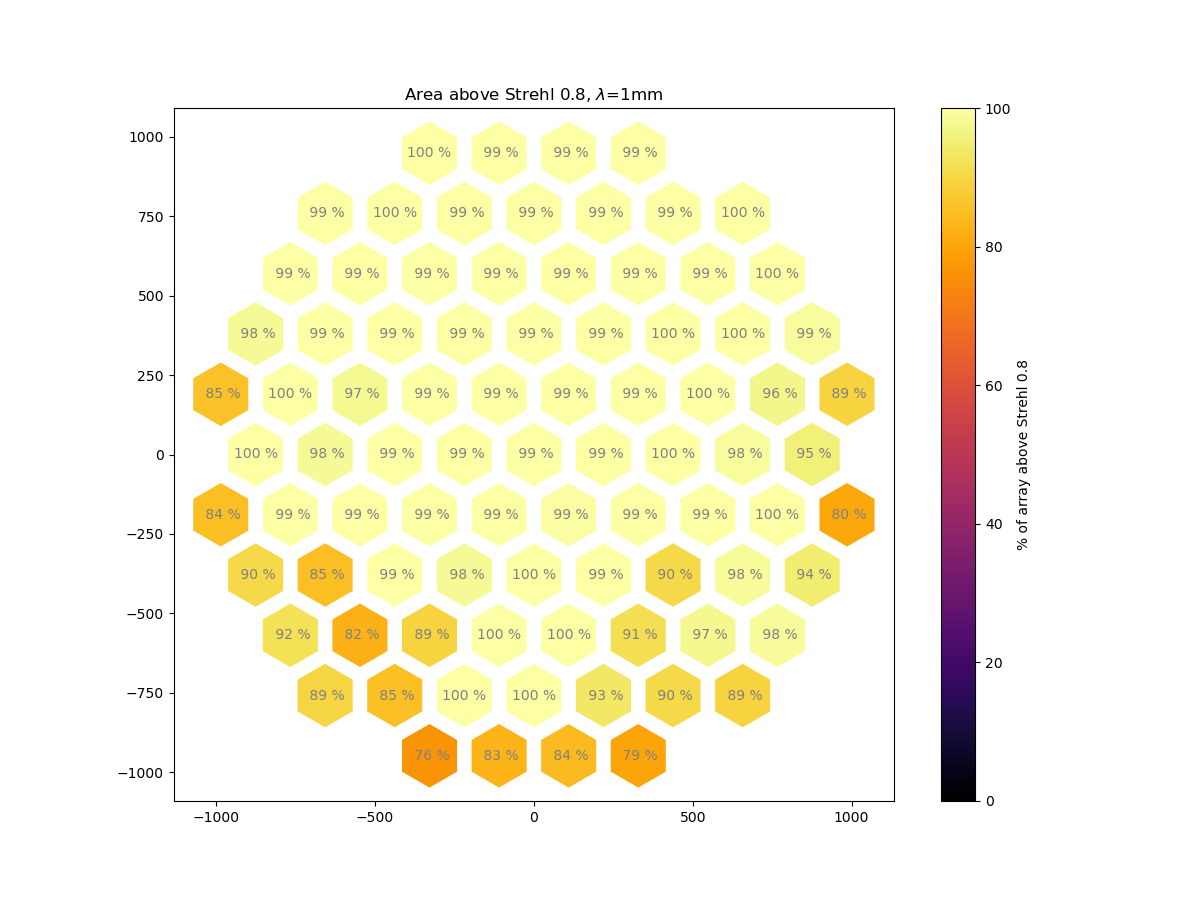 Area above Strehl 0.8, λ=1mm
1000
100 % 99 % 99 % 99 %
750
99 % 100 % 99 % 99 % 99 % 99 % 100 %
500
99 % 99 % 99 % 99 % 99 % 99 % 99 % 100 %
98 % 99 % 99 % 99 % 99 % 99 % 100 % 100 % 99 %
250
85 % 100 % 97 % 99 % 99 % 99 % 99 % 100 % 96 % 89 %
0
100 % 98 % 99 % 99 % 99 % 99 % 100 % 98 % 95 %
−250
84 % 99 % 99 % 99 % 99 % 99 % 99 % 99 % 100 % 80 %
90 % 85 % 99 % 98 % 100 % 99 % 90 % 98 % 94 %
−500
92 % 82 % 89 % 100 % 100 % 91 % 97 % 98 %
−750
89 % 85 % 100 % 100 % 93 % 90 % 89 %
−1000
76 % 83 % 84 % 79 %
−1000 −500 0 500 1000
100
80
60
40
20
0
% of array above Strehl 0.8